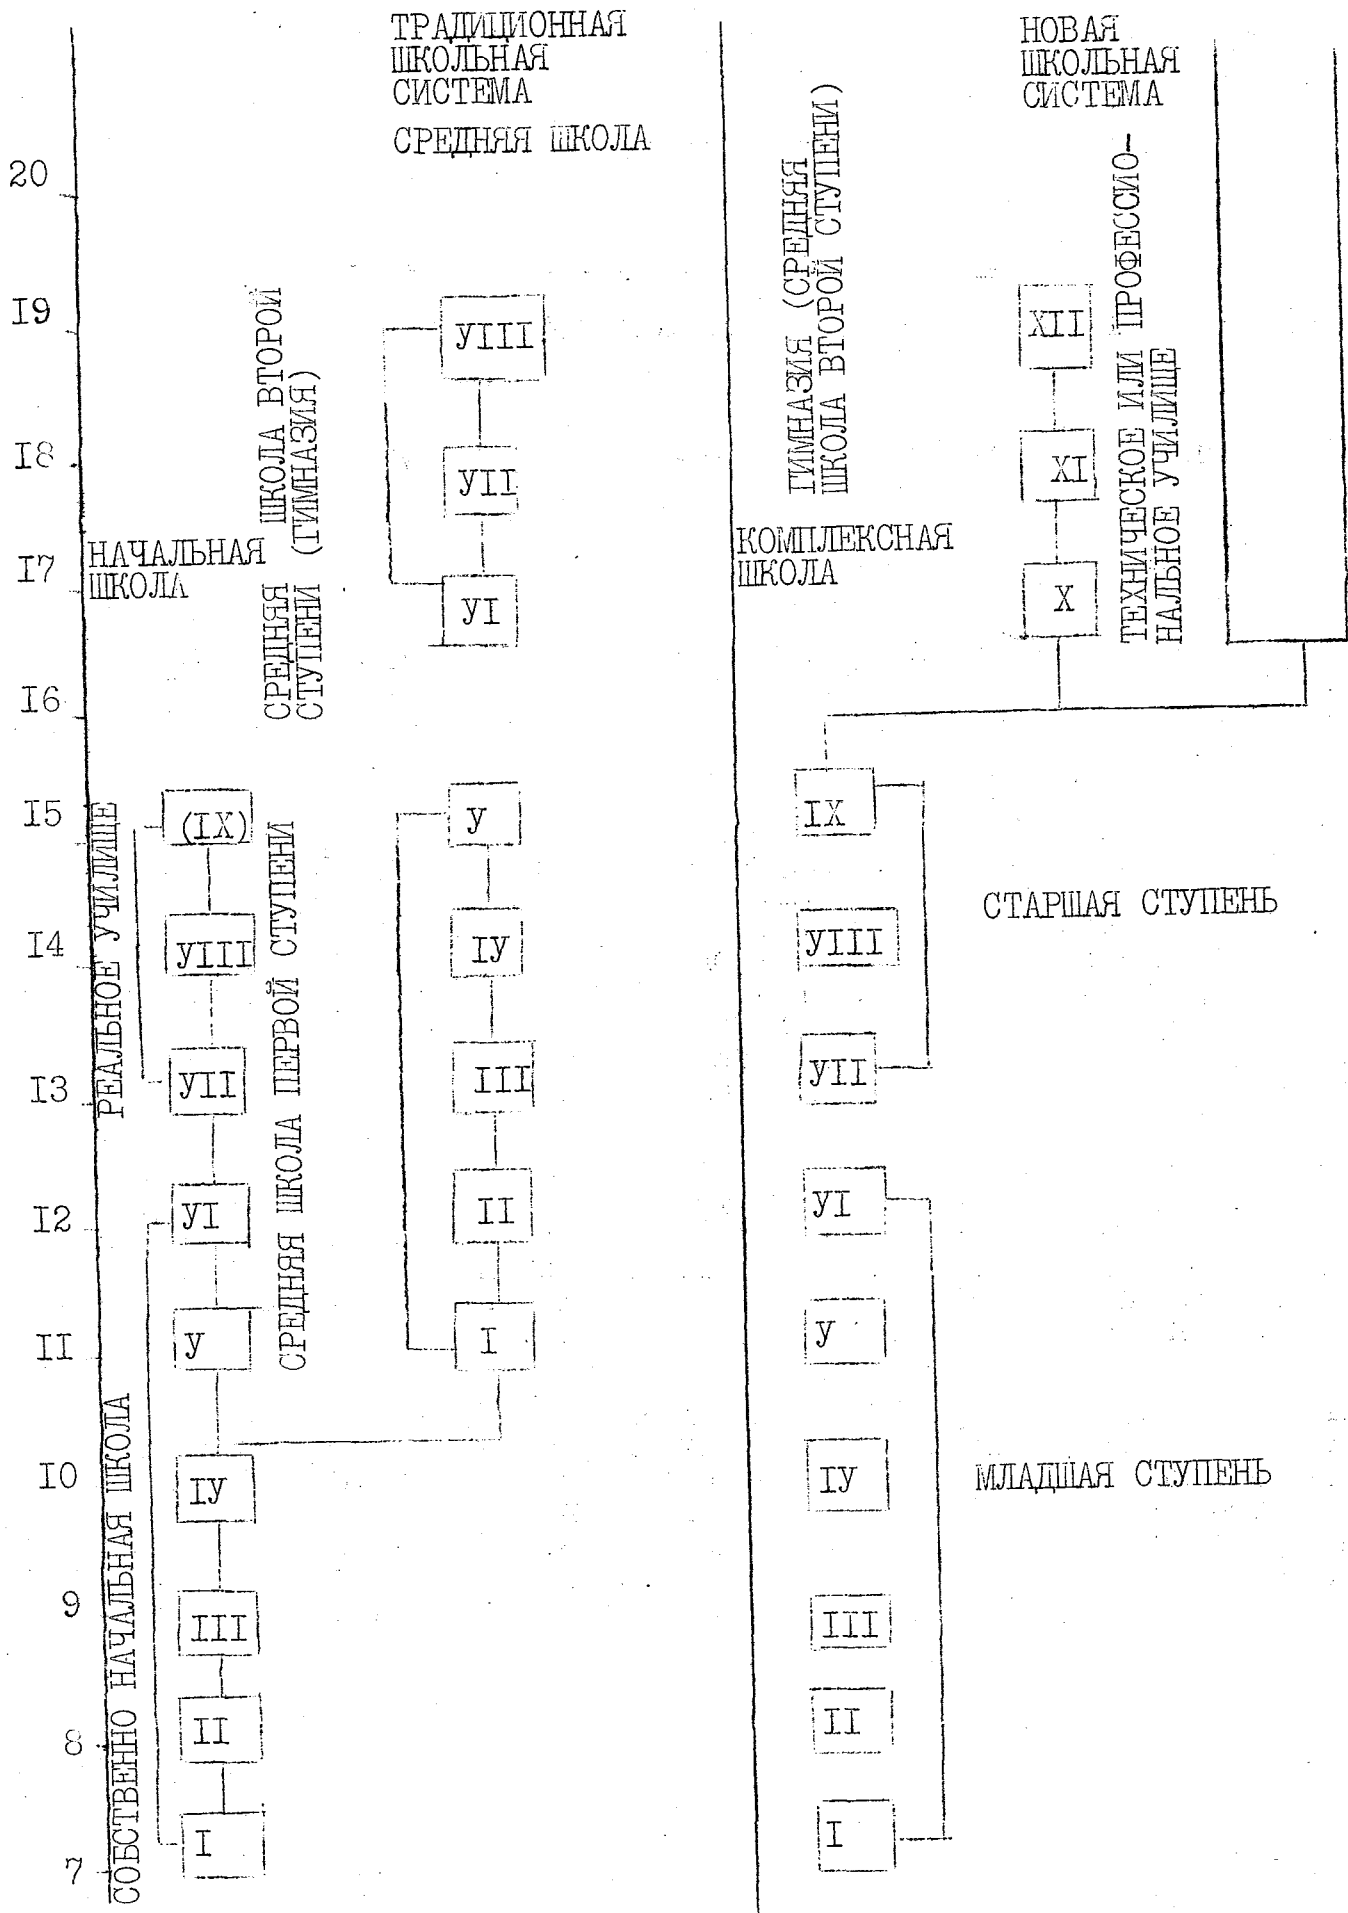 ТРАДИЦИОННАЯ
ШКОЛЬНАЯ
СИСТЕМА
СРЕДНЯЯ ШКОЛА
НОВАЯ
ШКОЛЬНАЯ
СИСТЕМА
20
I9
I8
I7
I6
I5
I4
I3
I2
II
I0
9
8
7
НАЧАЛЬНАЯ
ШКОЛА
СРЕДНЯЯ ШКОЛА ВТОРОЙ
СТУПЕНИ (ГИМНАЗИЯ)
УIII
УII
УI
РЕАЛЬНОЕ УЧИЛИЩЕ
СОБСТВЕННО НАЧАЛЬНАЯ ШКОЛА
(IX)
УIII
УII
УI
У
IУ
III
II
I
СРЕДНЯЯ ШКОЛА ПЕРВОЙ СТУПЕНИ
У
IУ
III
II
I
КОМПЛЕКСНАЯ
ШКОЛА
ГИМНАЗИЯ (СРЕДНЯЯ
ШКОЛА ВТОРОЙ СТУПЕНИ)
XII
XI
X
ТЕХНИЧЕСКОЕ ИЛИ ПРОФЕССИО-
НАЛЬНОЕ УЧИЛИЩЕ
IX
УIII
УII
СТАРШАЯ СТУПЕНЬ
УI
У
IУ
III
II
I
МЛАДШАЯ СТУПЕНЬ